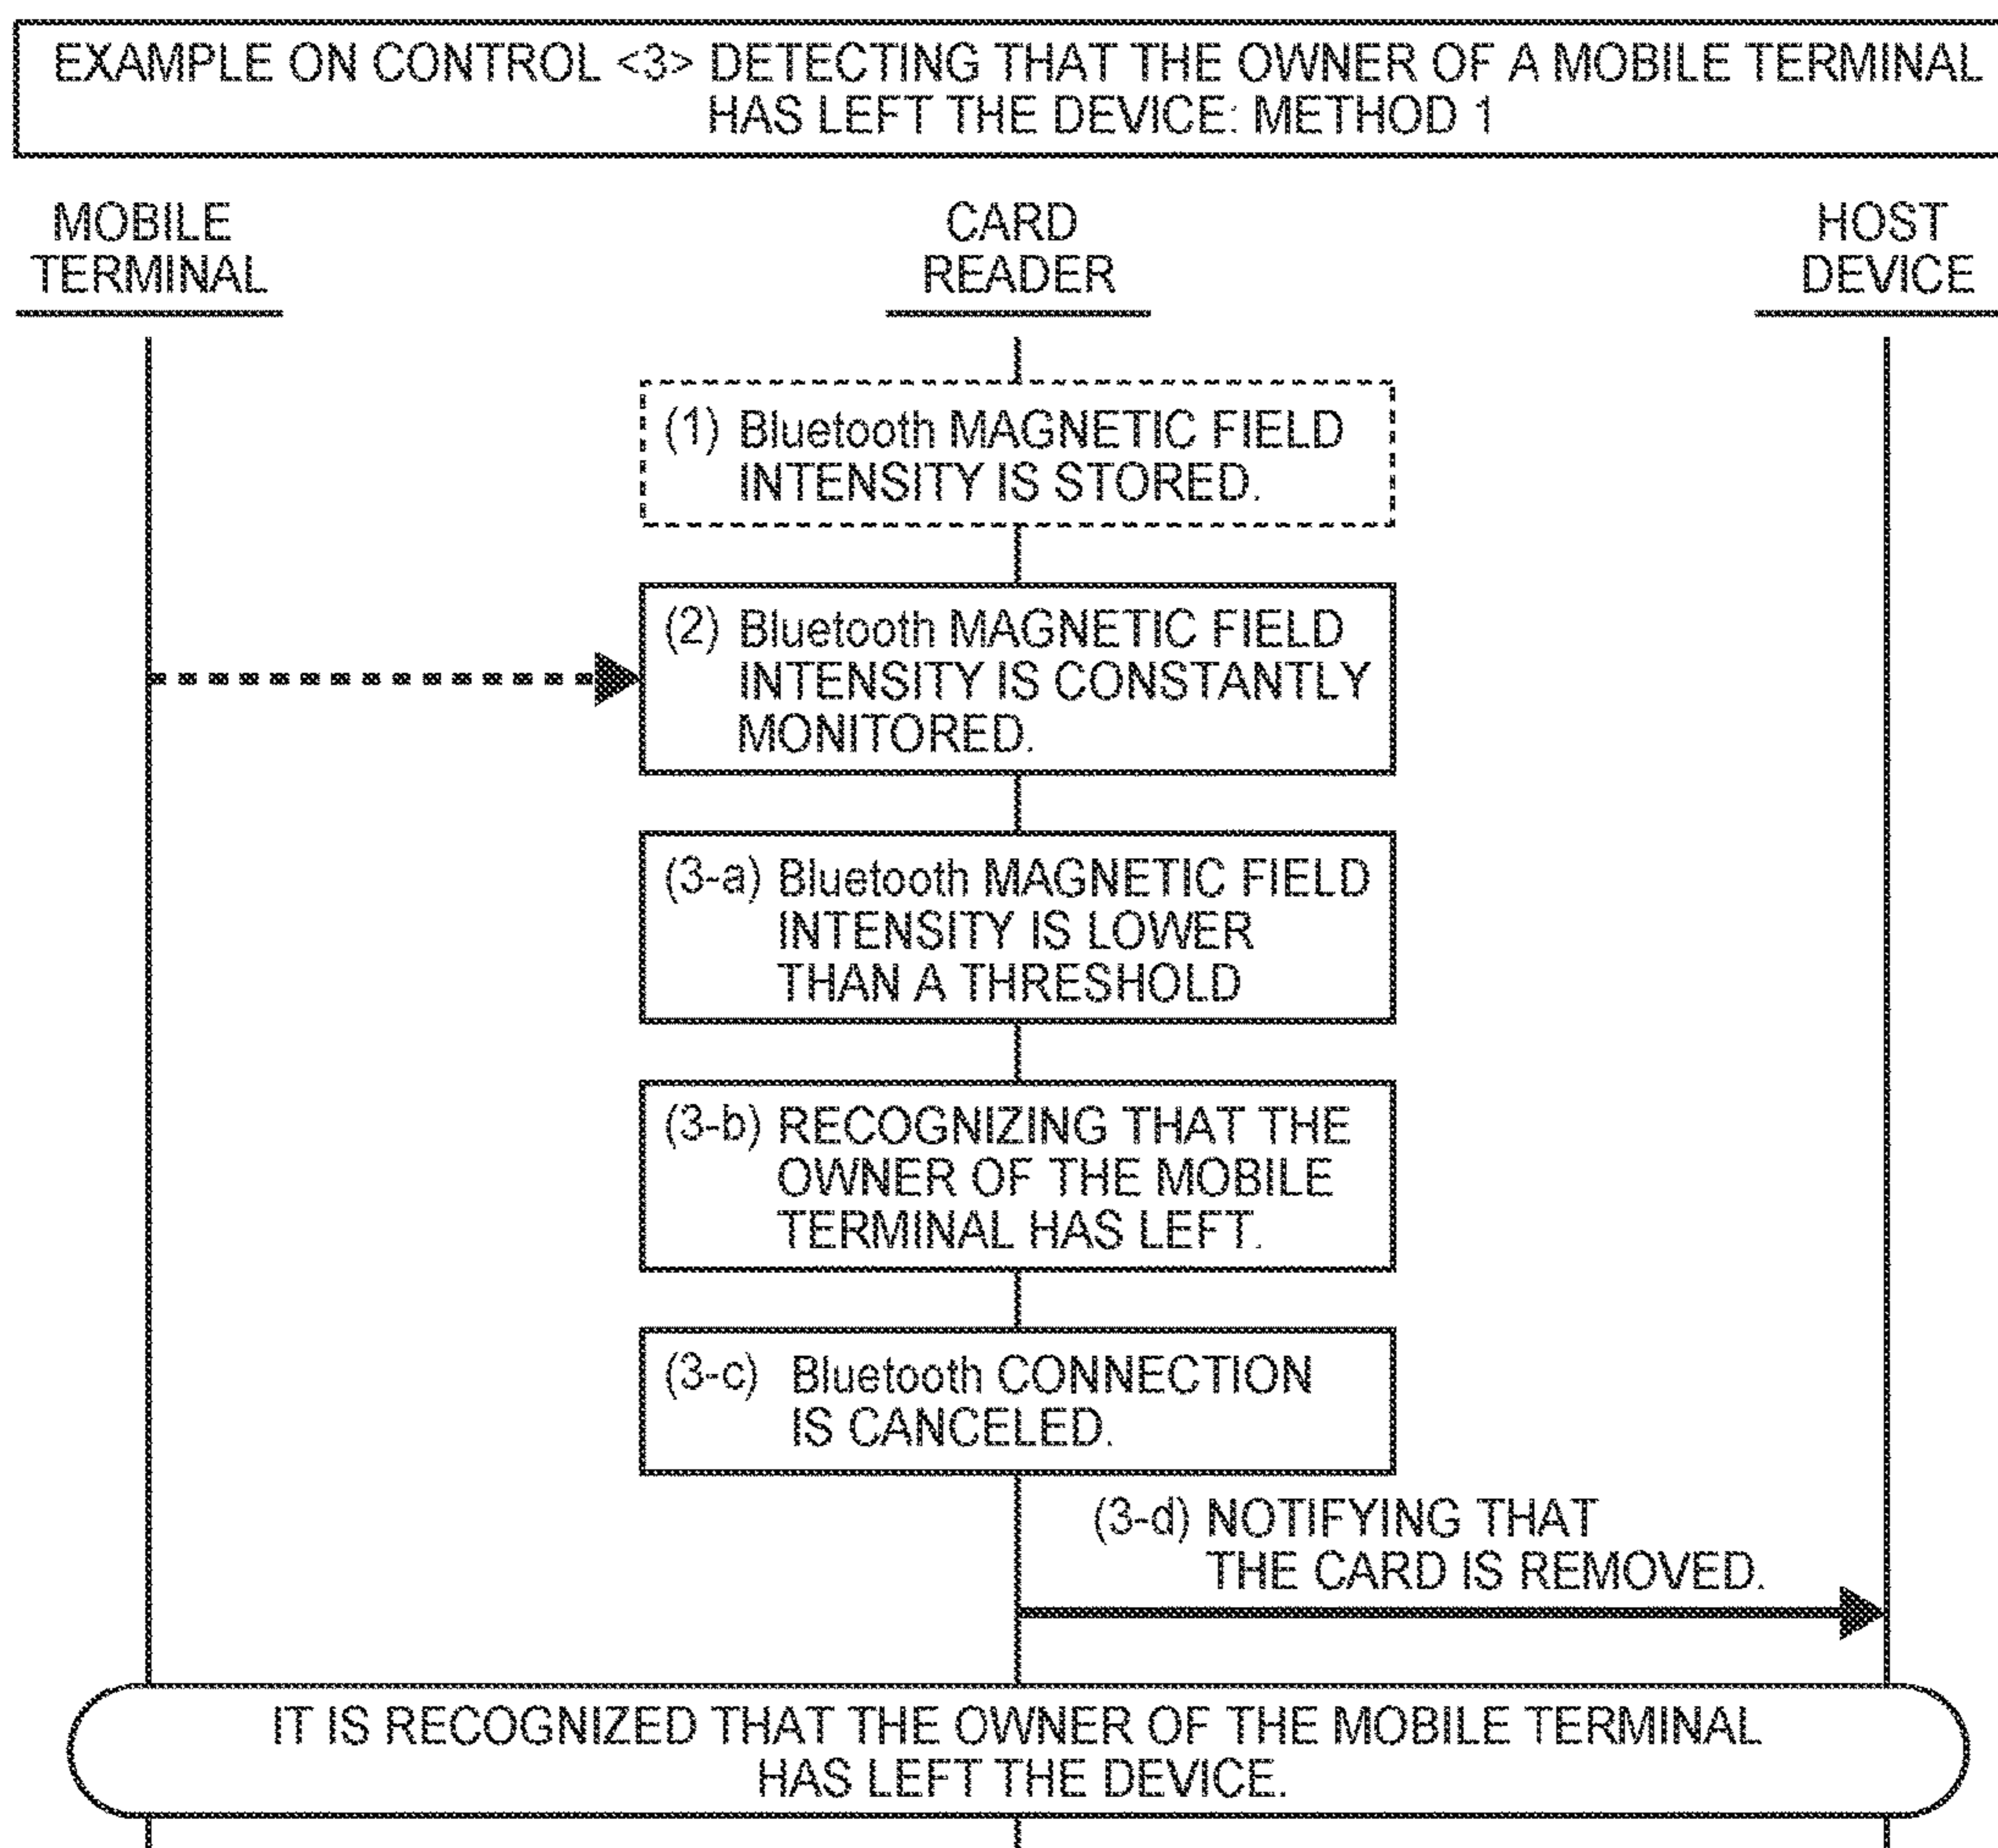 EXAMPLE ON CONTROL <3> DETECTING THAT THE OWNER OF A MOBILE TERMINAL
HAS LEFT THE DEVICE: METHOD 1
MOBILE
TERMINAL
CARD
READER
HOST
DEVICE
(1) Bluetooth MAGNETIC FIELD
INTENSITY IS STORED.
(2) Bluetooth MAGNETIC FIELD
INTENSITY IS CONSTANTLY
MONITORED.
(3-a) Bluetooth MAGNETIC FIELD
INTENSITY IS LOWER
THAN A THRESHOLD
(3-b) RECOGNIZING THAT THE
OWNER OF THE MOBILE
TERMINAL HAS LEFT.
(3-c) Bluetooth CONNECTION
IS CANCELED.
(3-d) NOTIFYING THAT
THE CARD IS REMOVED.
IT IS RECOGNIZED THAT THE OWNER OF THE MOBILE TERMINAL
HAS LEFT THE DEVICE.